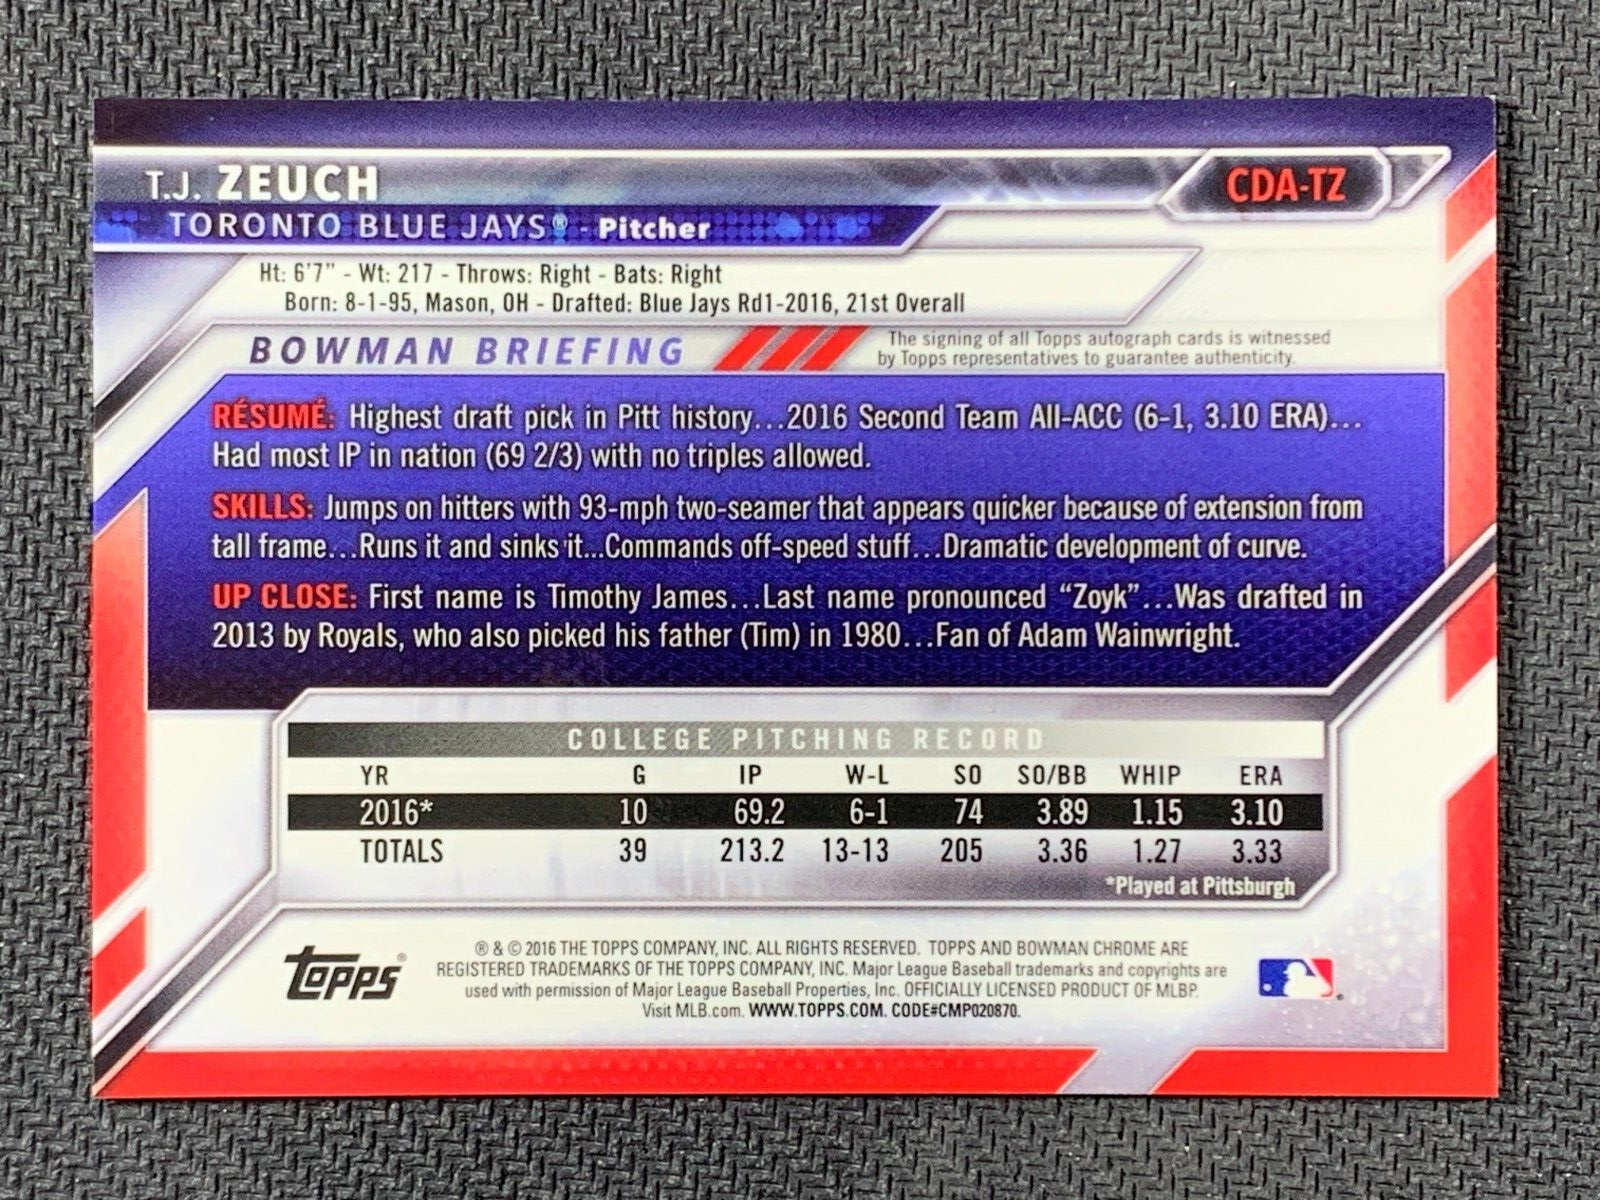 T.J. ZEUCH
CDA-TZ
TORONTO BLUE JAYS® - Pitcher
Ht: 6'7" - Wt: 217 - Throws: Right - Bats: Right
Born: 8-1-95, Mason, OH - Drafted: Blue Jays Rd1-2016, 21st Overall
BOWMAN BRIEFING
The signing of all Topps autograph cards is witnessed
by Topps representatives to guarantee authenticity.
RÉSUMÉ: Highest draft pick in Pitt history...2016 Second Team All-ACC (6-1, 3.10 ERA)...
Had most IP in nation (69 2/3) with no triples allowed.
SKILLS: Jumps on hitters with 93-mph two-seamer that appears quicker because of extension from
tall frame...Runs it and sinks it...Commands off-speed stuff...Dramatic development of curve.
UP CLOSE: First name is Timothy James...Last name pronounced “Zoyk”...Was drafted in
2013 by Royals, who also picked his father (Tim) in 1980...Fan of Adam Wainwright.
COLLEGE PITCHING RECORD
YR G IP W-L SO SO/BB WHIP ERA
2016* 10 69.2 6-1 74 3.89 1.15 3.10
TOTALS 39 213.2 13-13 205 3.36 1.27 3.33
*Played at Pittsburgh
Topps®
® & © 2016 THE TOPPS COMPANY, INC. ALL RIGHTS RESERVED. TOPPS AND BOWMAN CHROME ARE
REGISTERED TRADEMARKS OF THE TOPPS COMPANY, INC. Major League Baseball trademarks and copyrights are
used with permission of Major League Baseball Properties, Inc. OFFICIALLY LICENSED PRODUCT OF MLBP.
Visit MLB.com. WWW.TOPPS.COM. CODE#CMP020870.